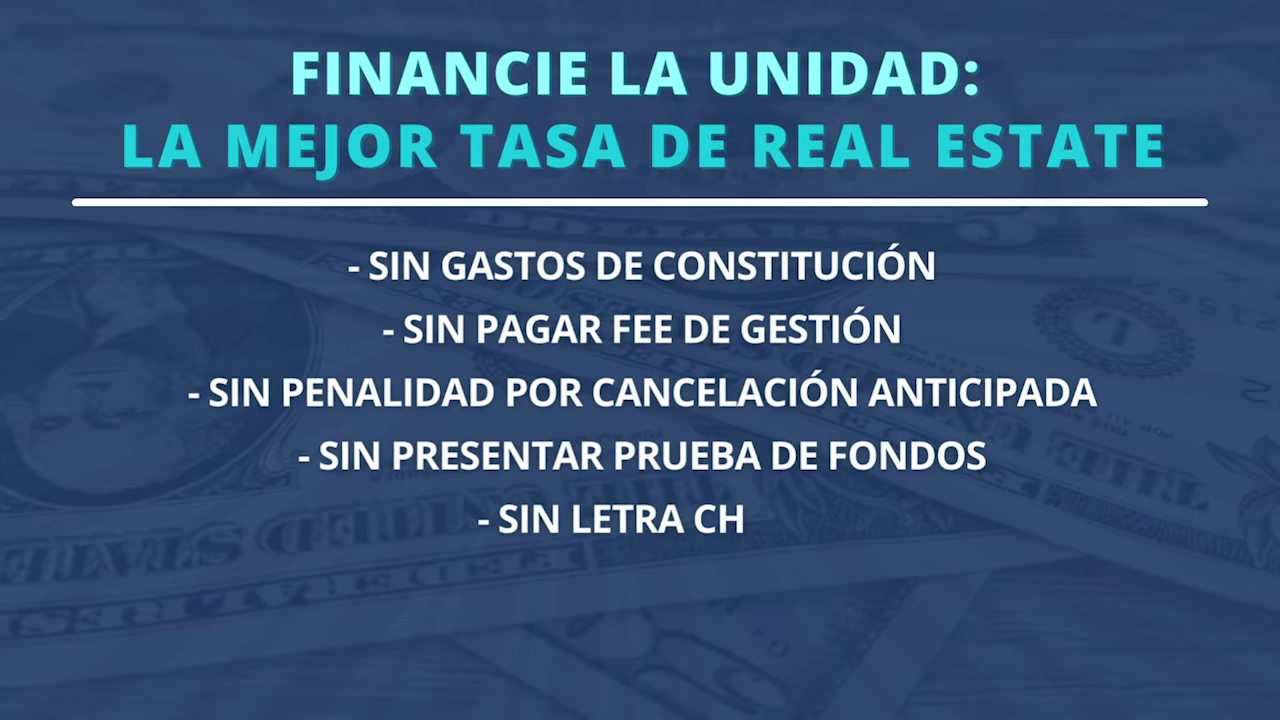 FINANCIE LA UNIDAD:
LA MEJOR TASA DE REAL ESTATE
- SIN GASTOS DE CONSTITUCIÓN
- SIN PAGAR FEE DE GESTIÓN
- SIN PENALIDAD POR CANCELACIÓN ANTICIPADA
- SIN PRESENTAR PRUEBA DE FONDOS
- SIN LETRA CH